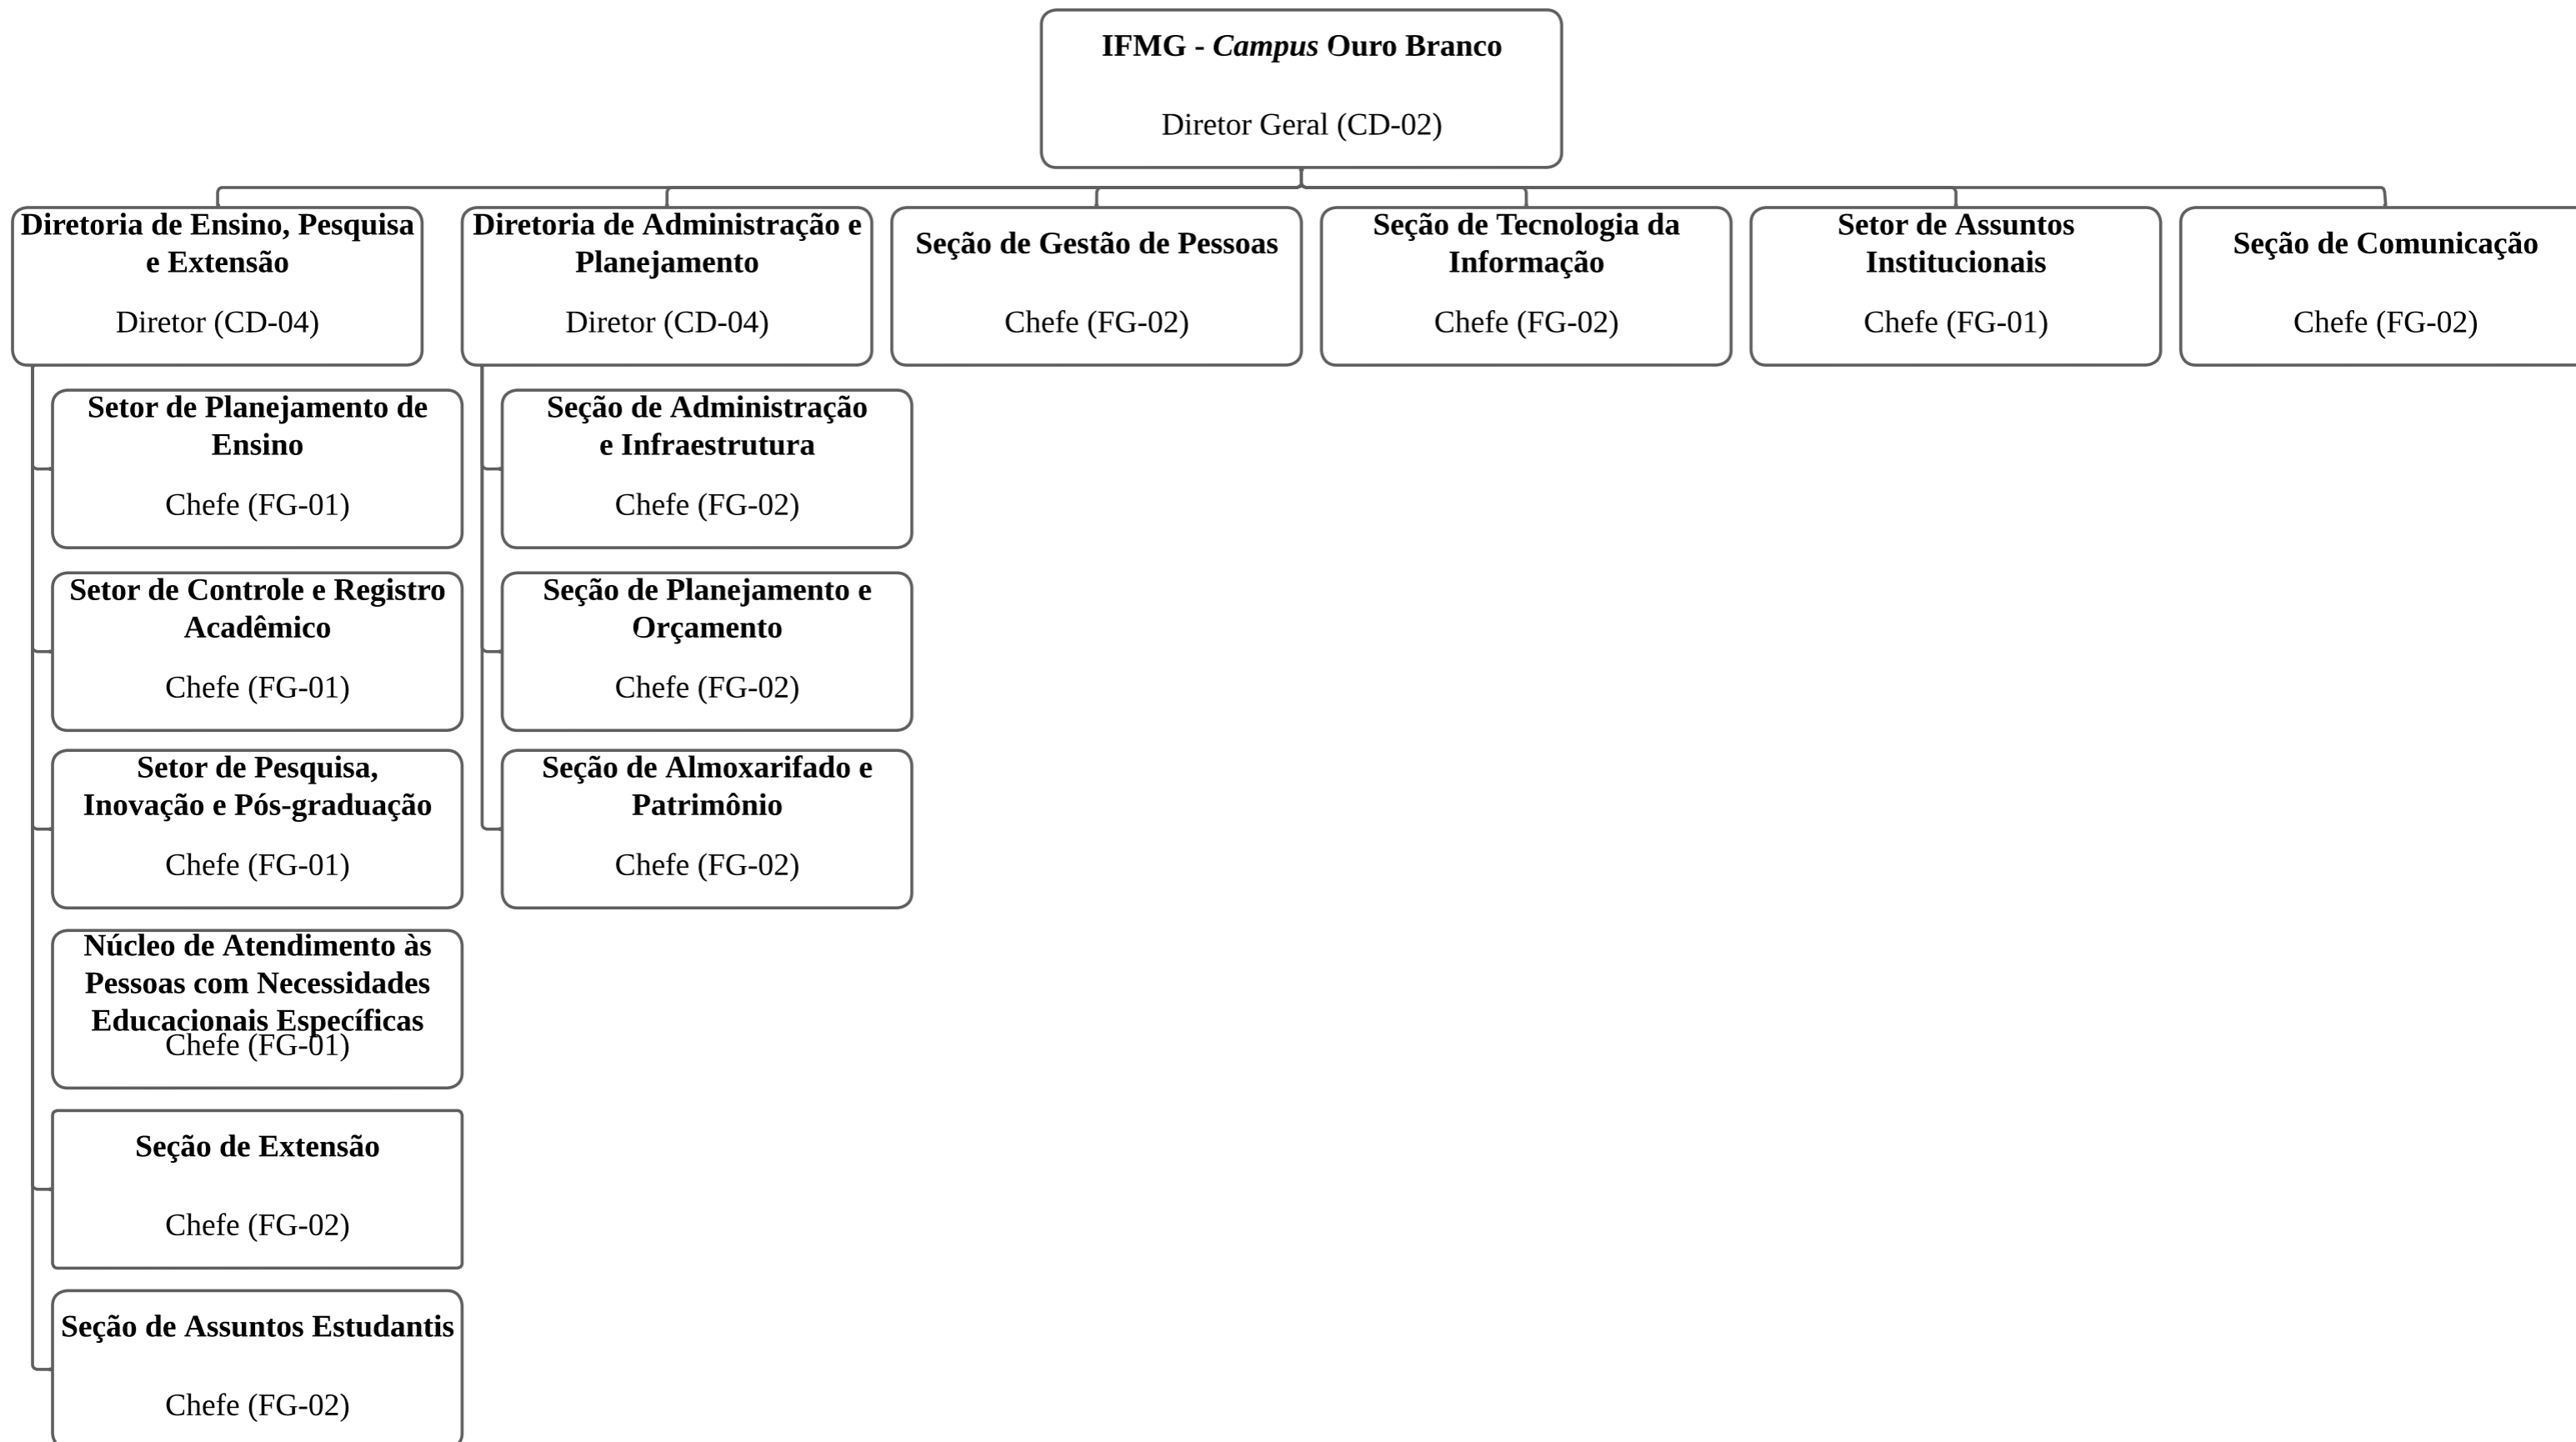 IFMG - Campus Ouro Branco
Diretor Geral (CD-02)
Diretoria de Ensino, Pesquisa
e Extensão
Diretor (CD-04)
Diretoria de Administração e
Planejamento
Diretor (CD-04)
Seção de Gestão de Pessoas
Chefe (FG-02)
Seção de Tecnologia da
Informação
Chefe (FG-02)
Setor de Assuntos
Institucionais
Chefe (FG-01)
Seção de Comunicação
Chefe (FG-02)
Setor de Planejamento de
Ensino
Chefe (FG-01)
Setor de Controle e Registro
Acadêmico
Chefe (FG-01)
Setor de Pesquisa,
Inovação e Pós-graduação
Chefe (FG-01)
Núcleo de Atendimento às
Pessoas com Necessidades
Educacionais Específicas
Chefe (FG-01)
Seção de Extensão
Chefe (FG-02)
Seção de Assuntos Estudantis
Chefe (FG-02)
Seção de Administração
e Infraestrutura
Chefe (FG-02)
Seção de Planejamento e
Orçamento
Chefe (FG-02)
Seção de Almoxarifado e
Patrimônio
Chefe (FG-02)